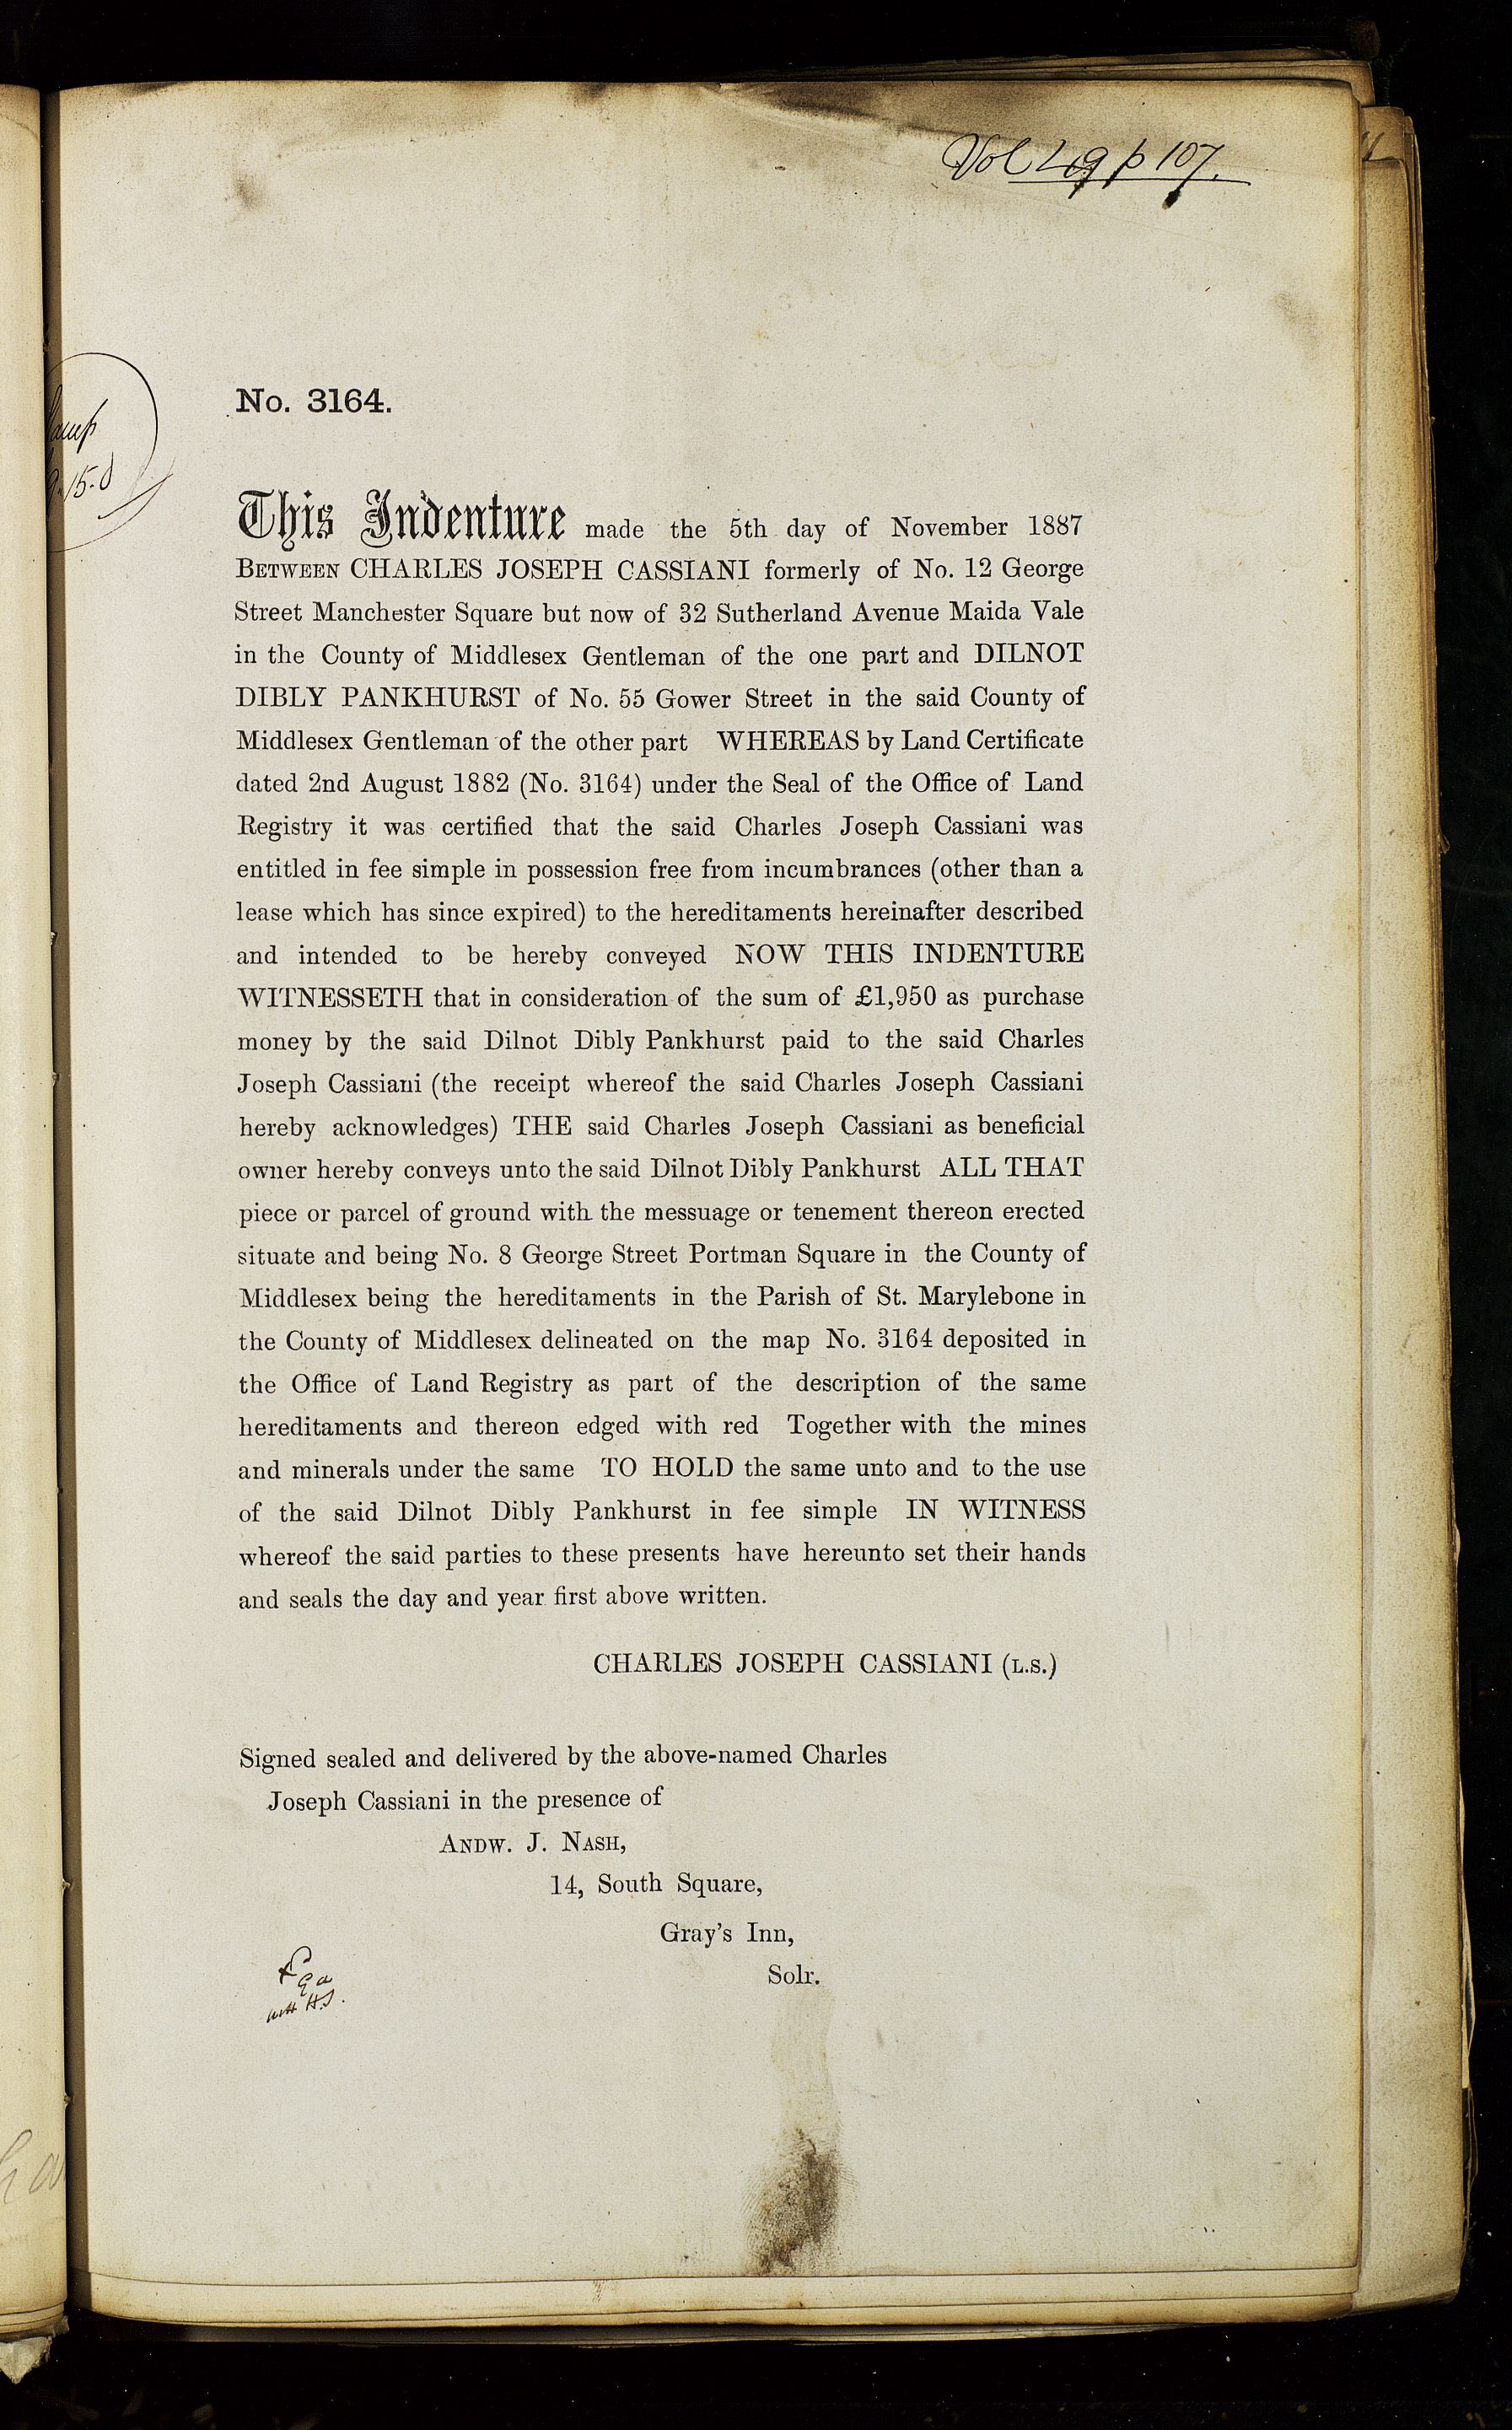 Vol 49 p 107.
No. 3164.
15.0
This Indenture made the 5th day of November 1887
BETWEEN CHARLES JOSEPH CASSIANI formerly of No. 12 George
Street Manchester Square but now of 32 Sutherland Avenue Maida Vale
in the County of Middlesex Gentleman of the one part and DILNOT
DIBLY PANKHURST of No. 55 Gower Street in the said County of
Middlesex Gentleman of the other part WHEREAS by Land Certificate
dated 2nd August 1882 (No. 3164) under the Seal of the Office of Land
Registry it was certified that the said Charles Joseph Cassiani was
entitled in fee simple in possession free from incumbrances (other than a
lease which has since expired) to the hereditaments hereinafter described
and intended to be hereby conveyed NOW THIS INDENTURE
WITNESSETH that in consideration of the sum of £1,950 as purchase
money by the said Dilnot Dibly Pankhurst paid to the said Charles
Joseph Cassiani (the receipt whereof the said Charles Joseph Cassiani
hereby acknowledges) THE said Charles Joseph Cassiani as beneficial
owner hereby conveys unto the said Dilnot Dibly Pankhurst ALL THAT
piece or parcel of ground with the messuage or tenement thereon erected
situate and being No. 8 George Street Portman Square in the County of
Middlesex being the hereditaments in the Parish of St. Marylebone in
the County of Middlesex delineated on the map No. 3164 deposited in
the Office of Land Registry as part of the description of the same
hereditaments and thereon edged with red Together with the mines
and minerals under the same TO HOLD the same unto and to the use
of the said Dilnot Dibly Pankhurst in fee simple IN WITNESS
whereof the said parties to these presents have hereunto set their hands
and seals the day and year first above written.
CHARLES JOSEPH CASSIANI (L.S.)
Signed sealed and delivered by the above-named Charles
Joseph Cassiani in the presence of
ANDW. J. NASH,
14, South Square,
Gray's Inn,
Solr.